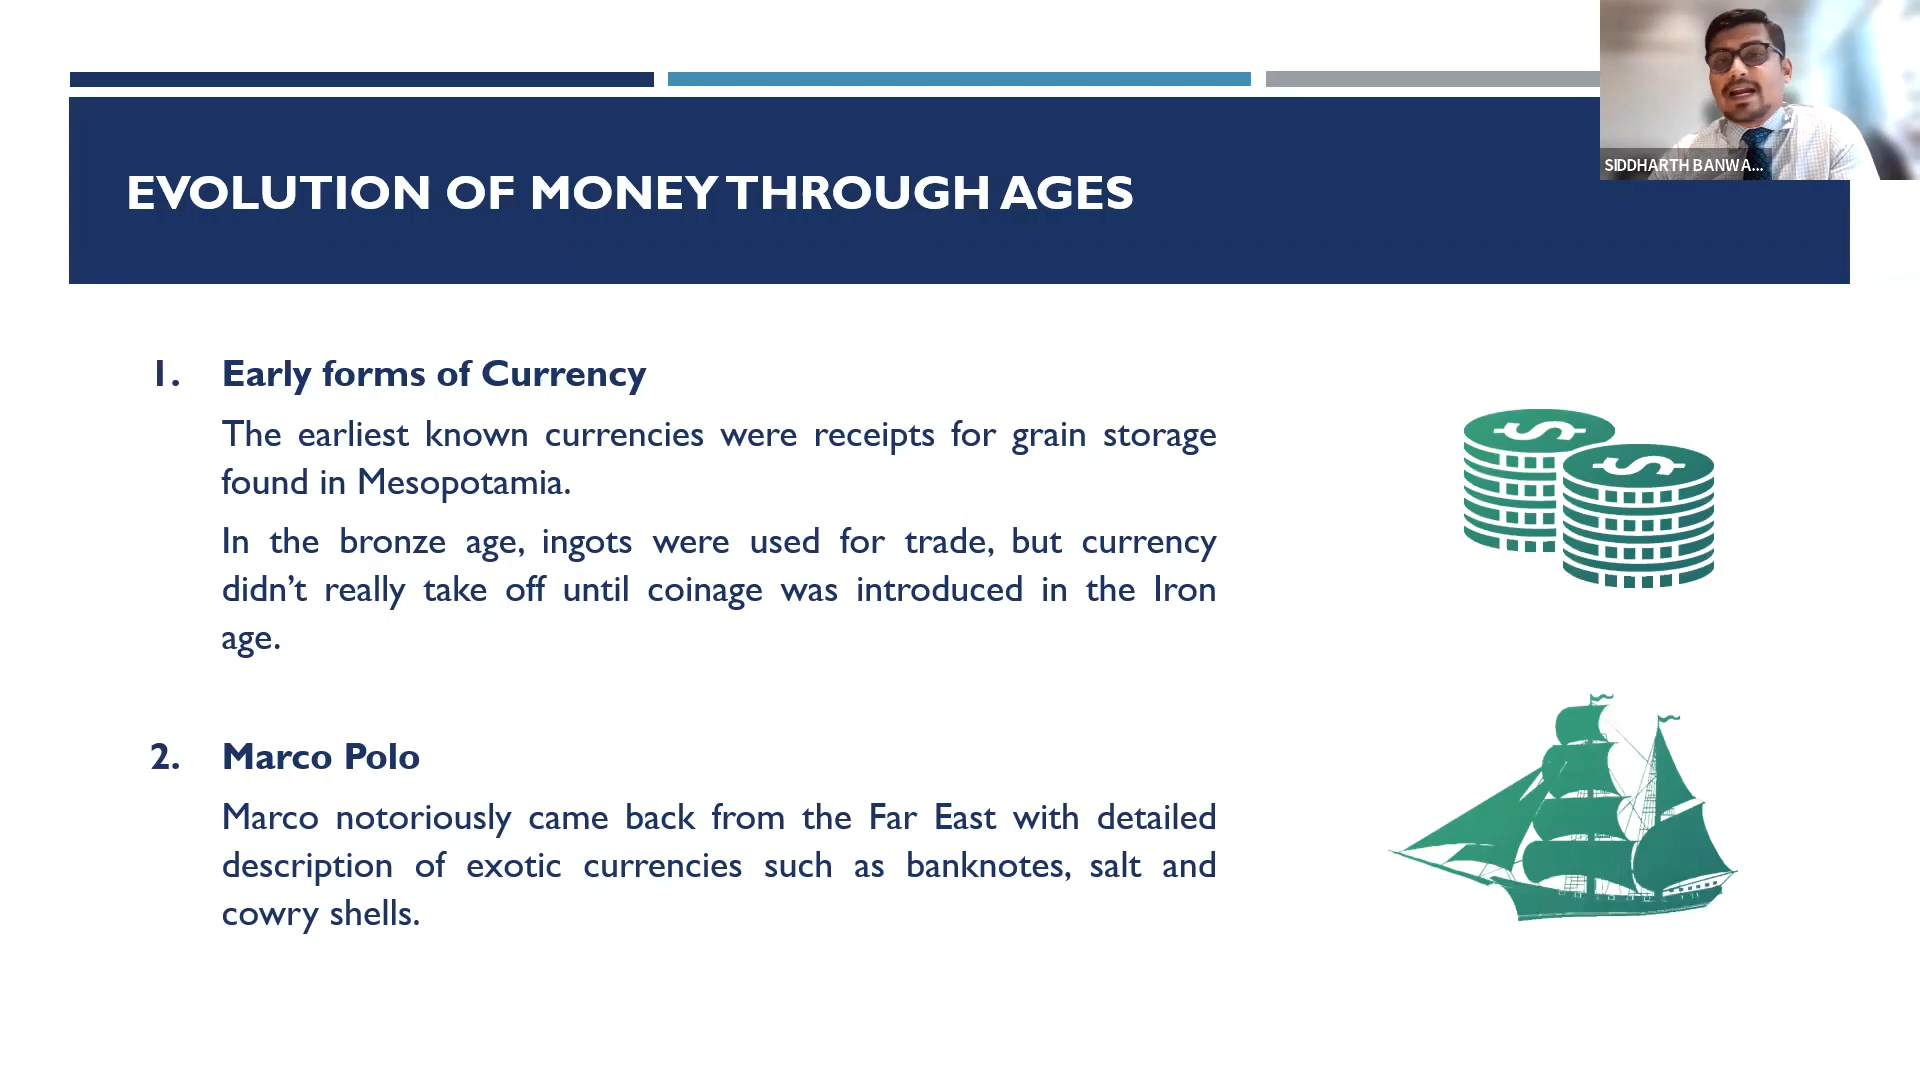 SIDDHARTH BANWA...
EVOLUTION OF MONEY THROUGH AGES
1. Early forms of Currency
The earliest known currencies were receipts for grain storage
found in Mesopotamia.
In the bronze age, ingots were used for trade, but currency
didn’t really take off until coinage was introduced in the Iron
age.
2. Marco Polo
Marco notoriously came back from the Far East with detailed
description of exotic currencies such as banknotes, salt and
cowry shells.